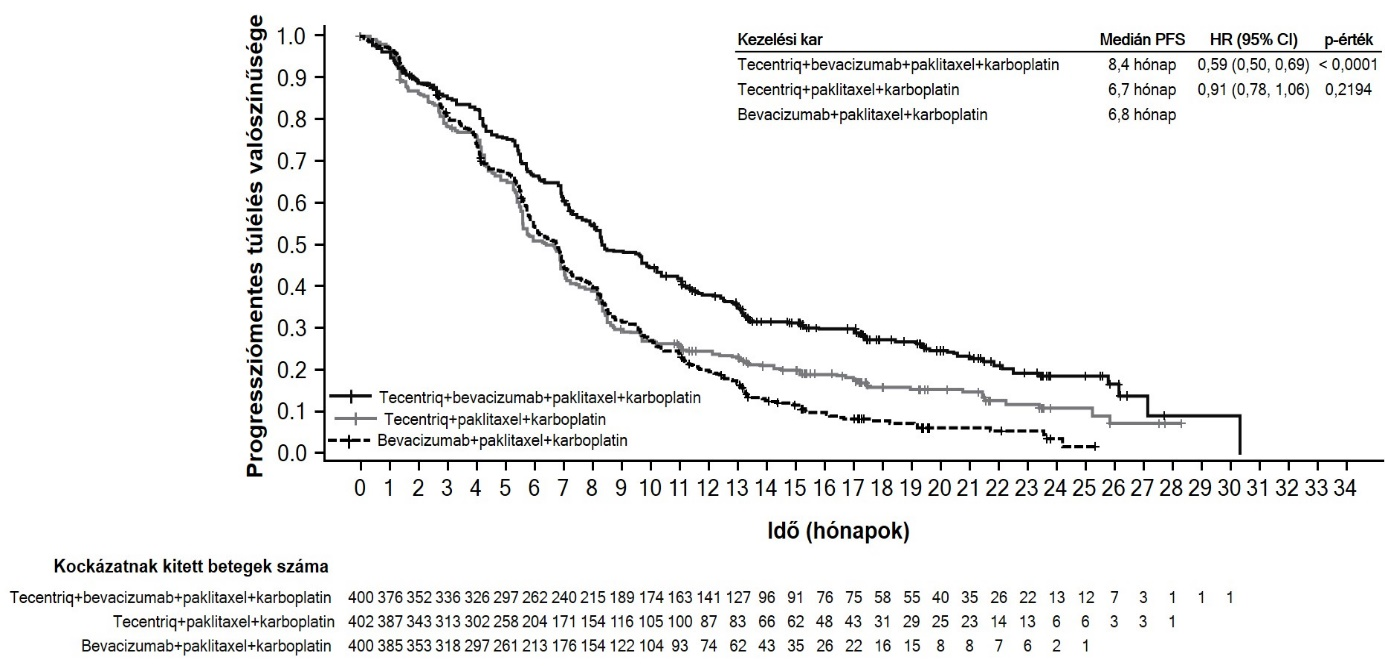 Progressziómentes túlélés valószínűsége
1.0
0.9
0.8
0.7
0.6
0.5
0.4
0.3
0.2
0.1
0.0
Kezelési kar Medián PFS HR (95% CI) p-érték
Tecentriq+bevacizumab+paklitaxel+karboplatin 8,4 hónap 0,59 (0,50, 0,69) < 0,0001
Tecentriq+paklitaxel+karboplatin 6,7 hónap 0,91 (0,78, 1,06) 0,2194
Bevacizumab+paklitaxel+karboplatin 6,8 hónap
Tecentriq+bevacizumab+paklitaxel+karboplatin
Tecentriq+paklitaxel+karboplatin
Bevacizumab+paklitaxel+karboplatin
0 1 2 3 4 5 6 7 8 9 10 11 12 13 14 15 16 17 18 19 20 21 22 23 24 25 26 27 28 29 30 31 32 33 34
Idő (hónapok)
Kockázatnak kitett betegek száma
Tecentriq+bevacizumab+paklitaxel+karboplatin 400 376 352 336 326 297 262 240 215 189 174 163 141 127 96 91 76 75 58 55 40 35 26 22 13 12 7 3 1 1 1
Tecentriq+paklitaxel+karboplatin 402 387 343 313 302 258 204 171 154 116 105 100 87 83 66 62 48 43 31 29 25 23 14 13 6 6 3 3 1
Bevacizumab+paklitaxel+karboplatin 400 385 353 318 297 261 213 176 154 122 104 93 74 62 43 35 26 22 16 15 8 8 7 6 2 1